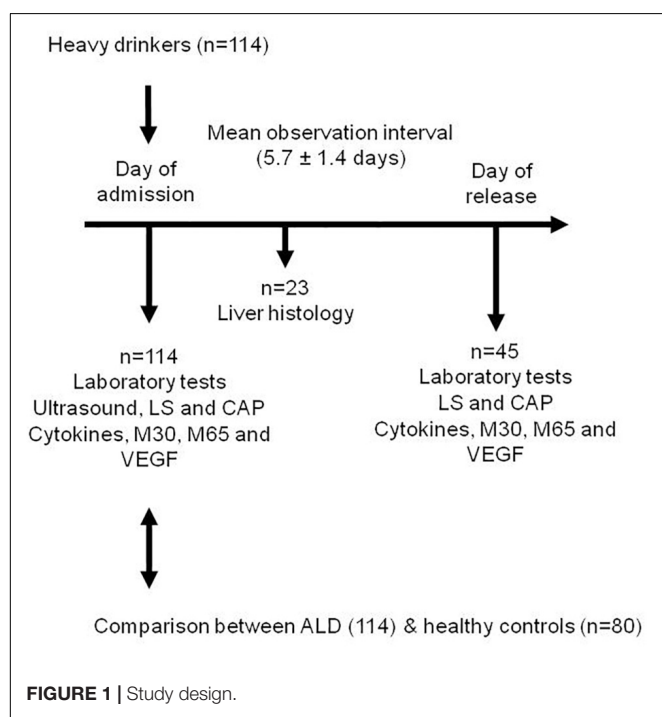 Heavy drinkers (n=114)
Mean observation interval
(5.7 ± 1.4 days)
Day of
admission
Day of
release
n=23
Liver histology
n=114
Laboratory tests
Ultrasound, LS and CAP
Cytokines, M30, M65 and
VEGF
n=45
Laboratory tests
LS and CAP
Cytokines, M30, M65 and
VEGF
Comparison between ALD (114) & healthy controls (n=80)
FIGURE 1 | Study design.